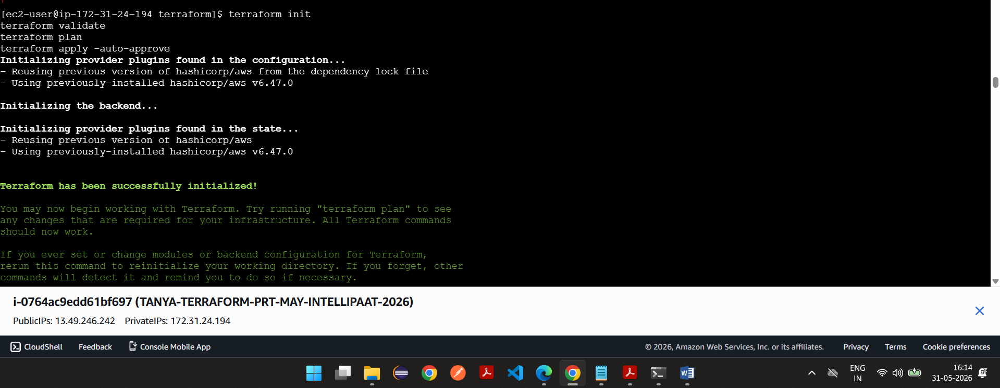 [ec2-user@ip-172-31-24-194 terraform]$ terraform init
terraform validate
terraform plan
terraform apply -auto-approve
Initializing provider plugins found in the configuration...
- Reusing previous version of hashicorp/aws from the dependency lock file
- Using previously-installed hashicorp/aws v6.47.0
Initializing the backend...
Initializing provider plugins found in the state...
- Reusing previous version of hashicorp/aws
- Using previously-installed hashicorp/aws v6.47.0
Terraform has been successfully initialized!
You may now begin working with Terraform. Try running "terraform plan" to see
any changes that are required for your infrastructure. All Terraform commands
should now work.
If you ever set or change modules or backend configuration for Terraform,
rerun this command to reinitialize your working directory. If you forget, other
commands will detect it and remind you to do so if necessary.
i-0764ac9edd61bf697 (TANYA-TERRAFORM-PRT-MAY-INTELLIPAAT-2026)
PublicIPs: 13.49.246.242 PrivateIPs: 172.31.24.194
CloudShell Feedback Console Mobile App © 2026, Amazon Web Services, Inc. or its affiliates. Privacy Terms Cookie preferences
ENG 16:14
IN 31-05-2026